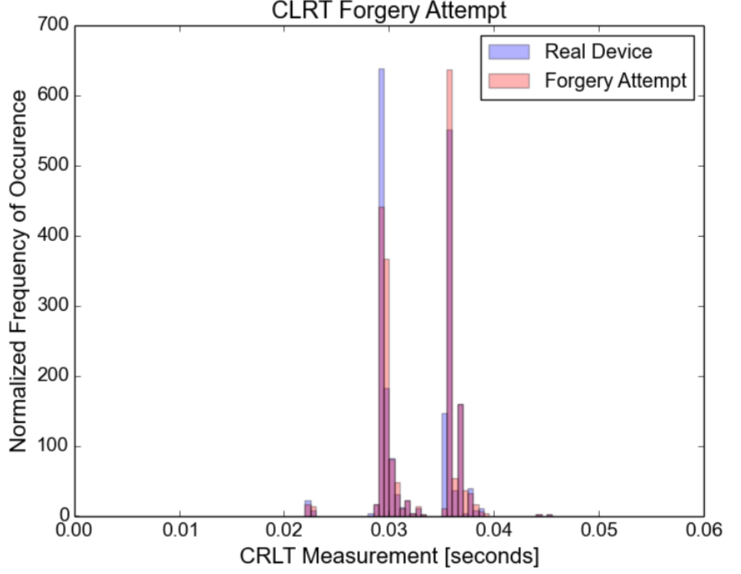 CLRT Forgery Attempt
Real Device
Forgery Attempt
Normalized Frequency of Occurence
700
600
500
400
300
200
100
0
0.00 0.01 0.02 0.03 0.04 0.05 0.06
CRLT Measurement [seconds]